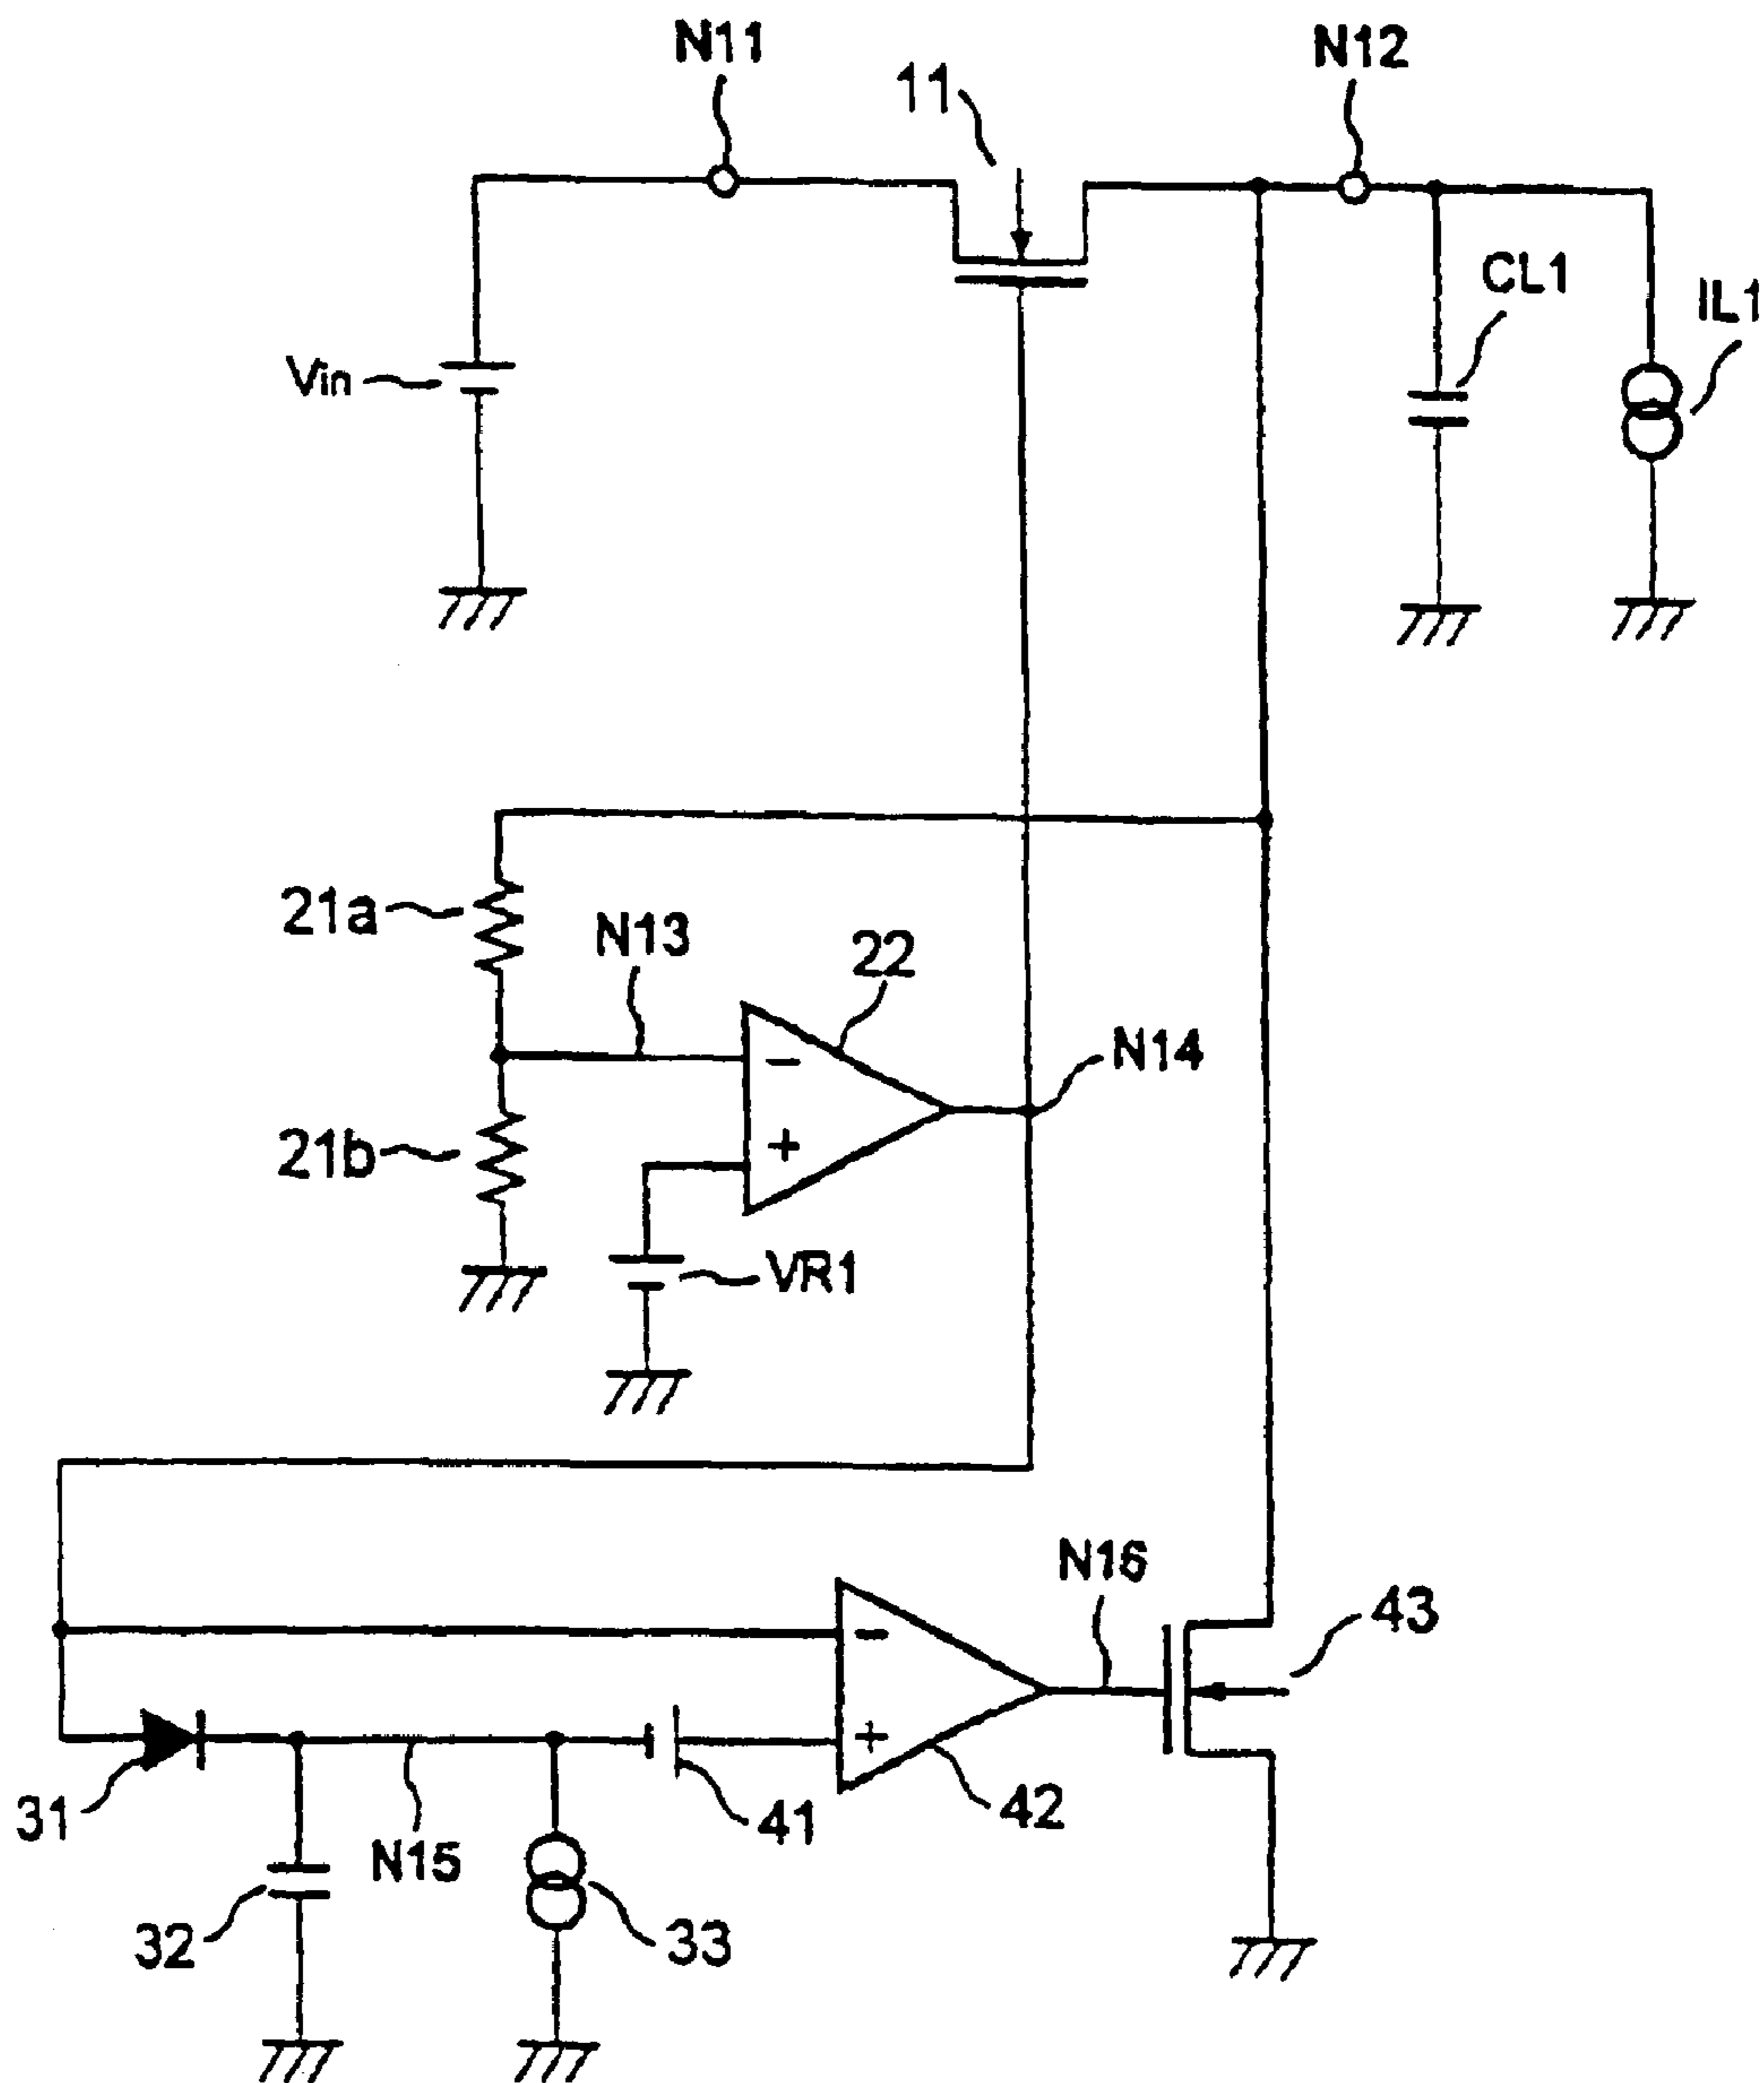 N11
N12
11
CL1
IL1
Vin
21a
N13
22
N14
21b
VR1
N16
43
31
N15
41
42
32
33
- 
+
-
+